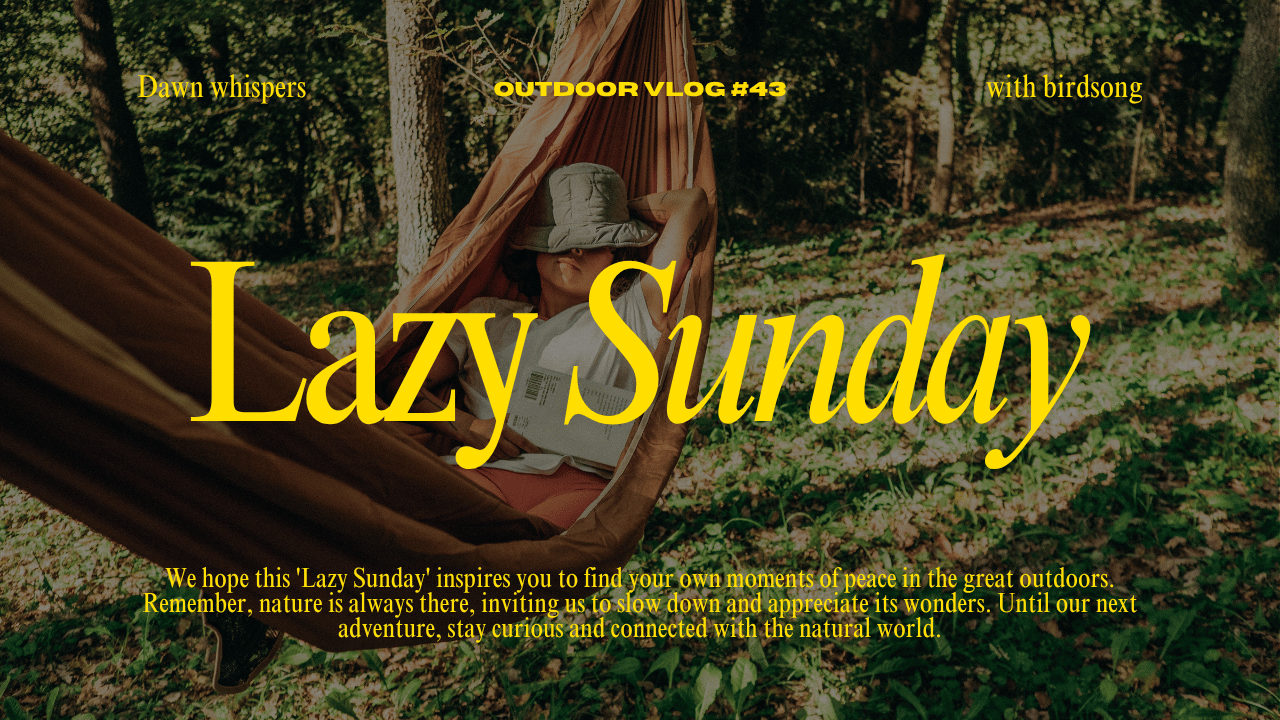 Dawn whispers
OUTDOOR VLOG #43
with birdsong
Lazy Sunday
We hope this 'Lazy Sunday' inspires you to find your own moments of peace in the great outdoors.
Remember, nature is always there, inviting us to slow down and appreciate its wonders. Until our next
adventure, stay curious and connected with the natural world.